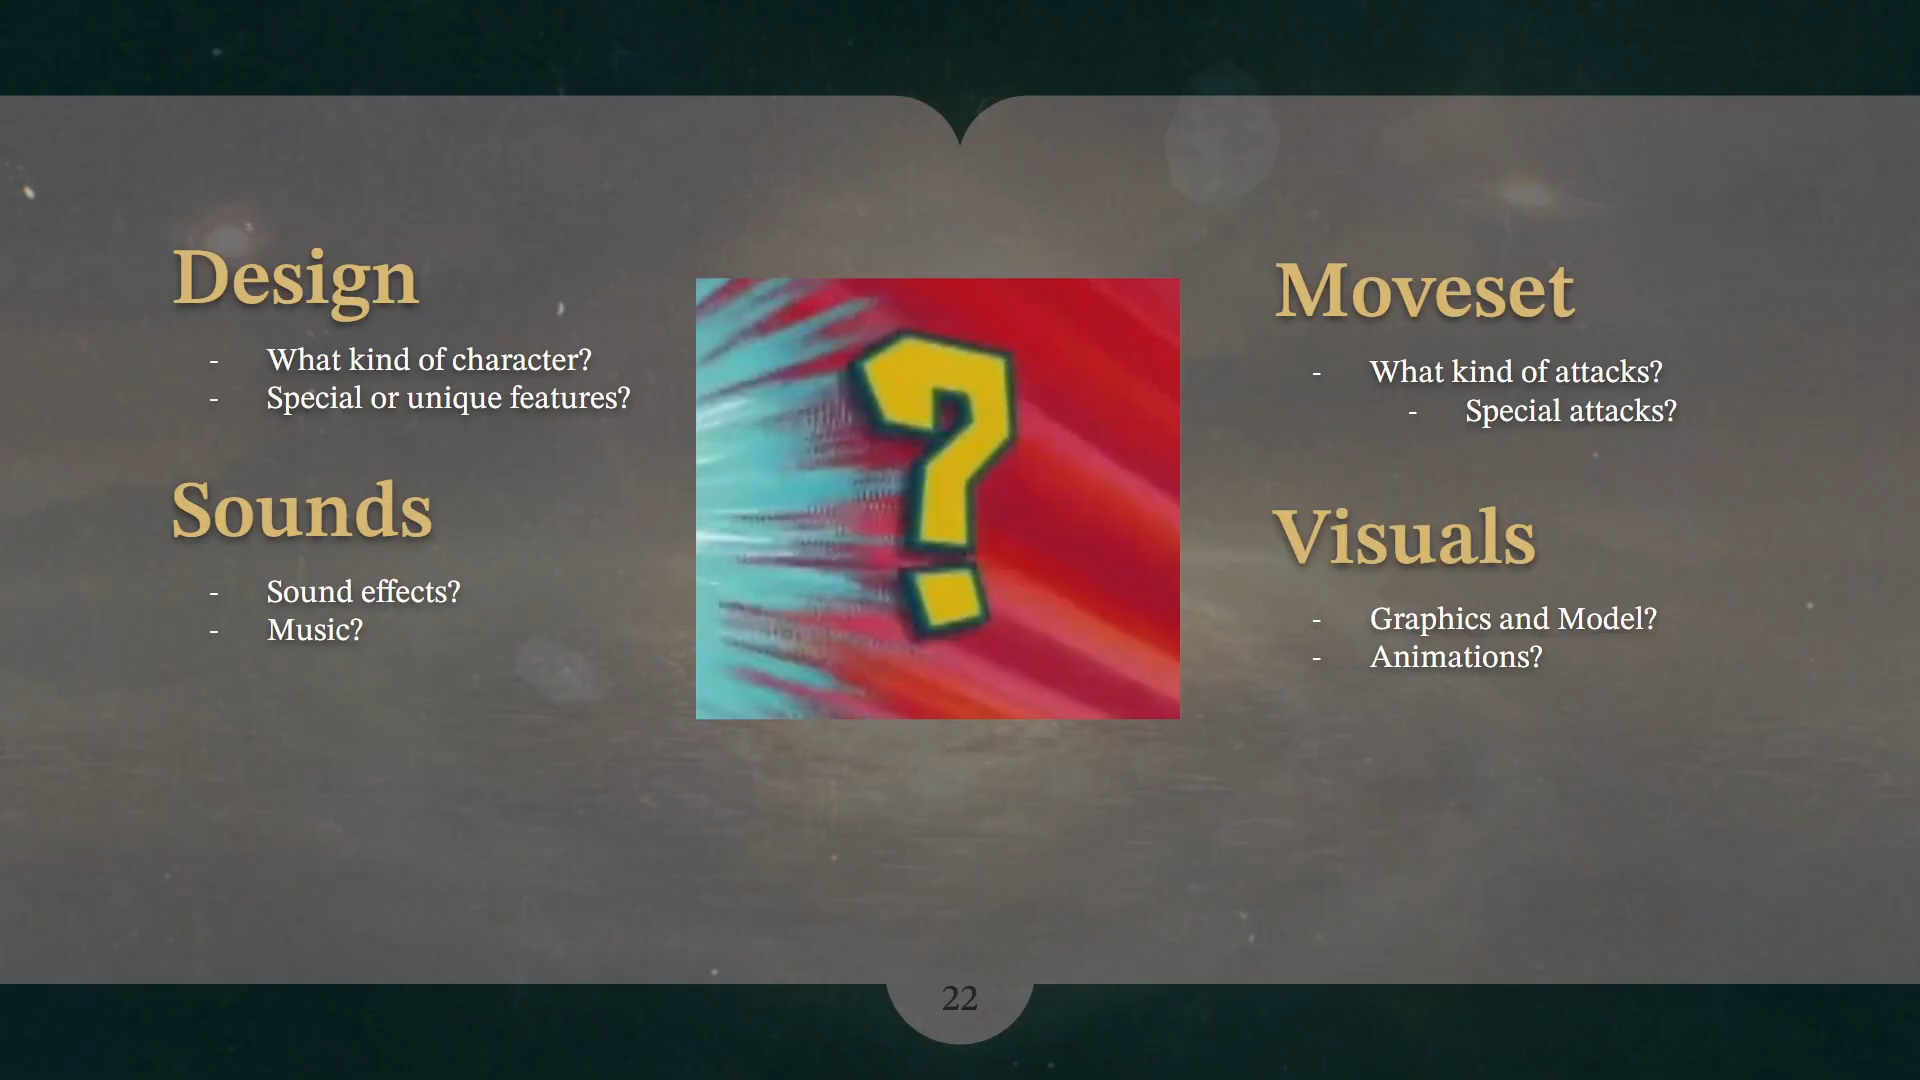 Design
- What kind of character?
- Special or unique features?
Sounds
- Sound effects?
- Music?
?
Moveset
- What kind of attacks?
- Special attacks?
Visuals
- Graphics and Model?
- Animations?
22